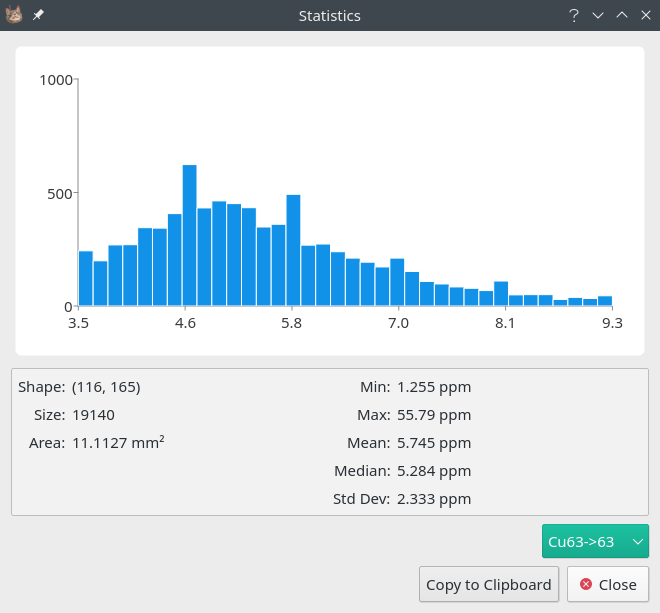 Statistics
1000
500
0
3.5 4.6 5.8 7.0 8.1 9.3
Shape: (116, 165) Min: 1.255 ppm
Size: 19140 Max: 55.79 ppm
Area: 11.1127 mm² Mean: 5.745 ppm
Median: 5.284 ppm
Std Dev: 2.333 ppm
Cu63->63
Copy to Clipboard Close